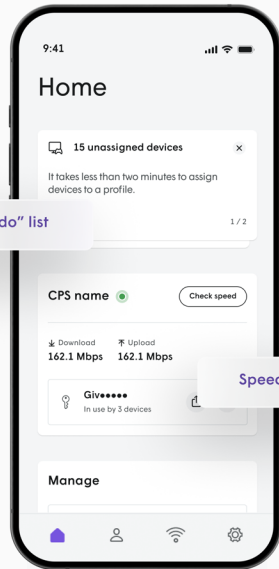 9:41
Home
15 unassigned devices
It takes less than two minutes to assign
devices to a profile.
do” list
1 / 2
CPS name
Check speed
Download Upload
162.1 Mbps 162.1 Mbps
Speed
Giv•••••
In use by 3 devices
Manage